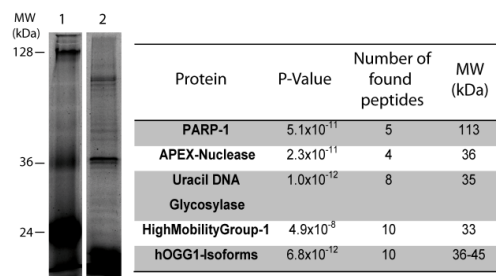 MW
(kDa)
1 2
128
36
24
Protein P-Value Number of found peptides MW (kDa)
PARP-1 5.1x10-11 5 113
APEX-Nuclease 2.3x10-11 4 36
Uracil DNA Glycosylase 1.0x10-12 8 35
HighMobilityGroup-1 4.9x10-8 10 33
hOGG1-Isoforms 6.8x10-12 10 36-45